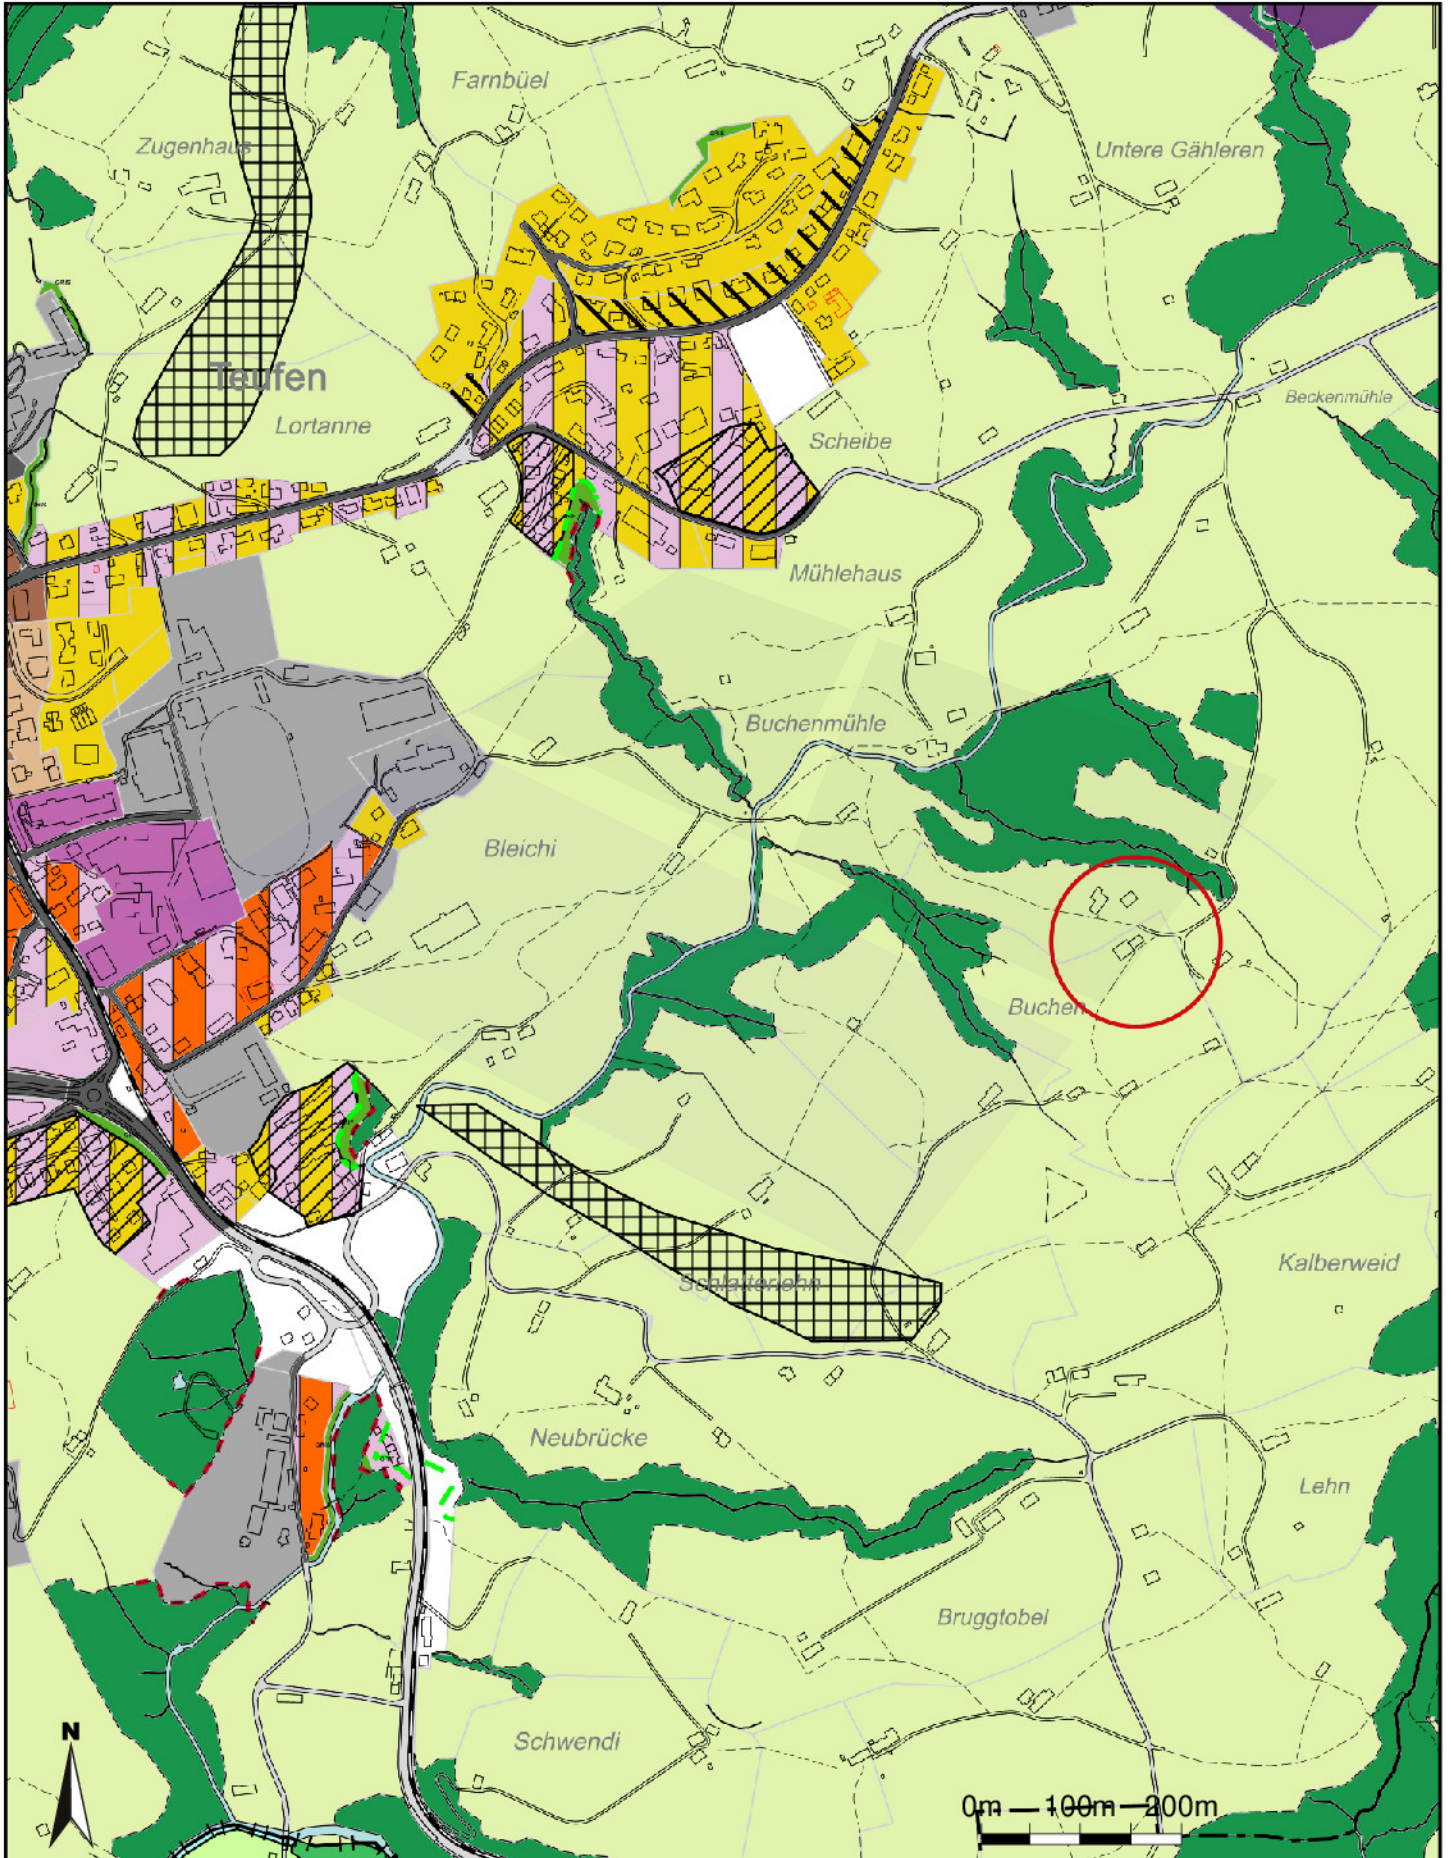 Farnbüel
Zugenhaus
Untere Gähleren
Teufen
Lortanne
Beckenmühle
Scheibe
Mühlehaus
Buchenmühle
Bleichi
Buchen
Kalberweid
Schlatterlehn
Neubrücke
Lehn
Bruggtobel
Schwendi
N
0m 100m 200m